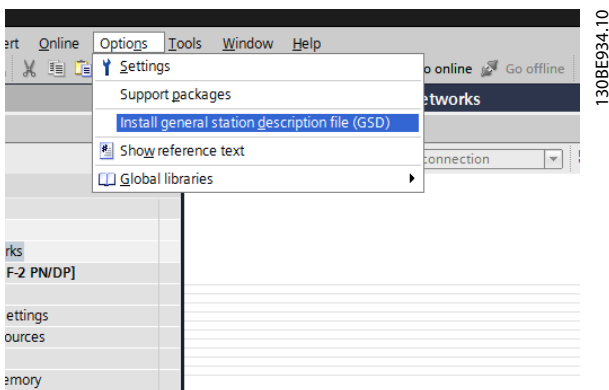 ert Online Options Tools Window Help
Settings
o online Go offline
Support packages
etworks
Install general station description file (GSD)
Show reference text
connection
Global libraries
rks
F-2 PN/DP]
ettings
ources
emory
130BE934.10